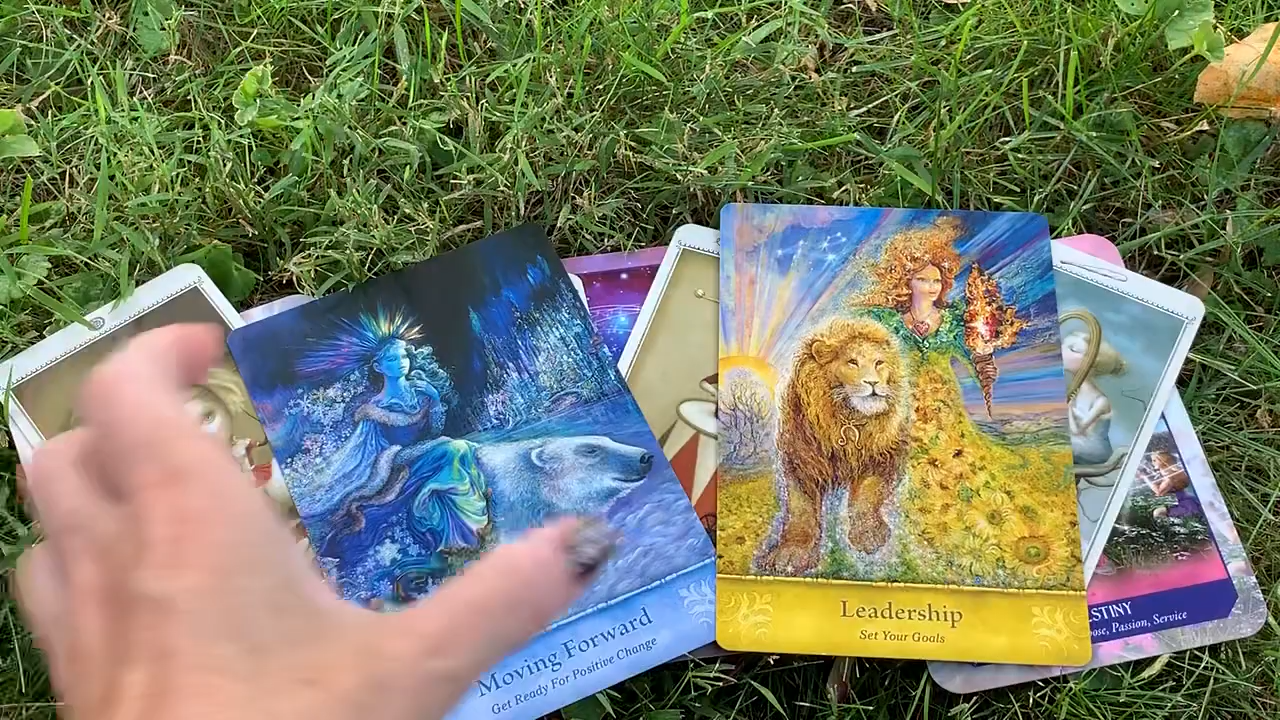 Moving Forward
Get Ready For Positive Change
Leadership
Set Your Goals
STINY
ose, Passion, Service